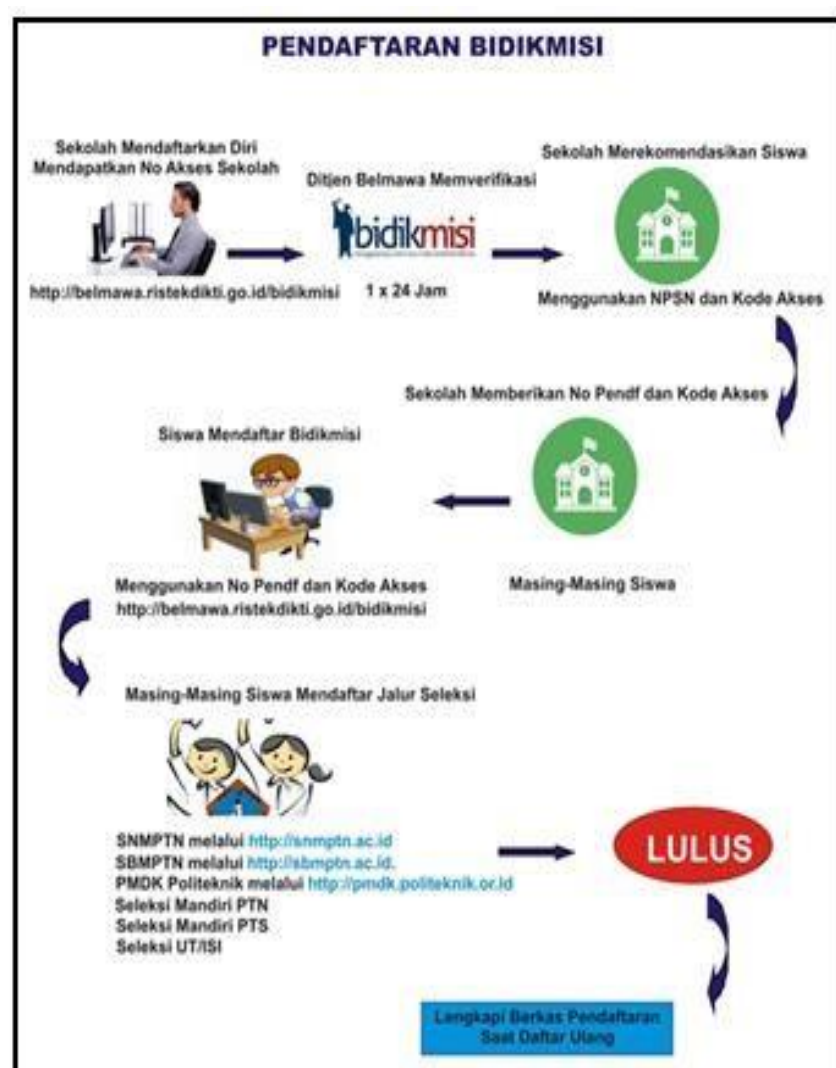 PENDAFTARAN BIDIKMISI
Sekolah Mendaftarkan Diri
Mendapatkan No Akses Sekolah
http://belmawa.ristekdikti.go.id/bidikmisi
Ditjen Belmawa Memverifikasi
bidikmisi
1 x 24 Jam
Sekolah Merekomendasikan Siswa
Menggunakan NPSN dan Kode Akses
Sekolah Memberikan No Pendf dan Kode Akses
Masing-Masing Siswa
Siswa Mendaftar Bidikmisi
Menggunakan No Pendf dan Kode Akses
http://belmawa.ristekdikti.go.id/bidikmisi
Masing-Masing Siswa Mendaftar Jalur Seleksi
SNMPTN melalui http://snmptn.ac.id
SBMPTN melalui http://sbmptn.ac.id.
PMDK Politeknik melalui http://pmdk.politeknik.or.id
Seleksi Mandiri PTN
Seleksi Mandiri PTS
Seleksi UT/ISI
LULUS
Lengkapi Berkas Pendaftaran
Saat Daftar Ulang